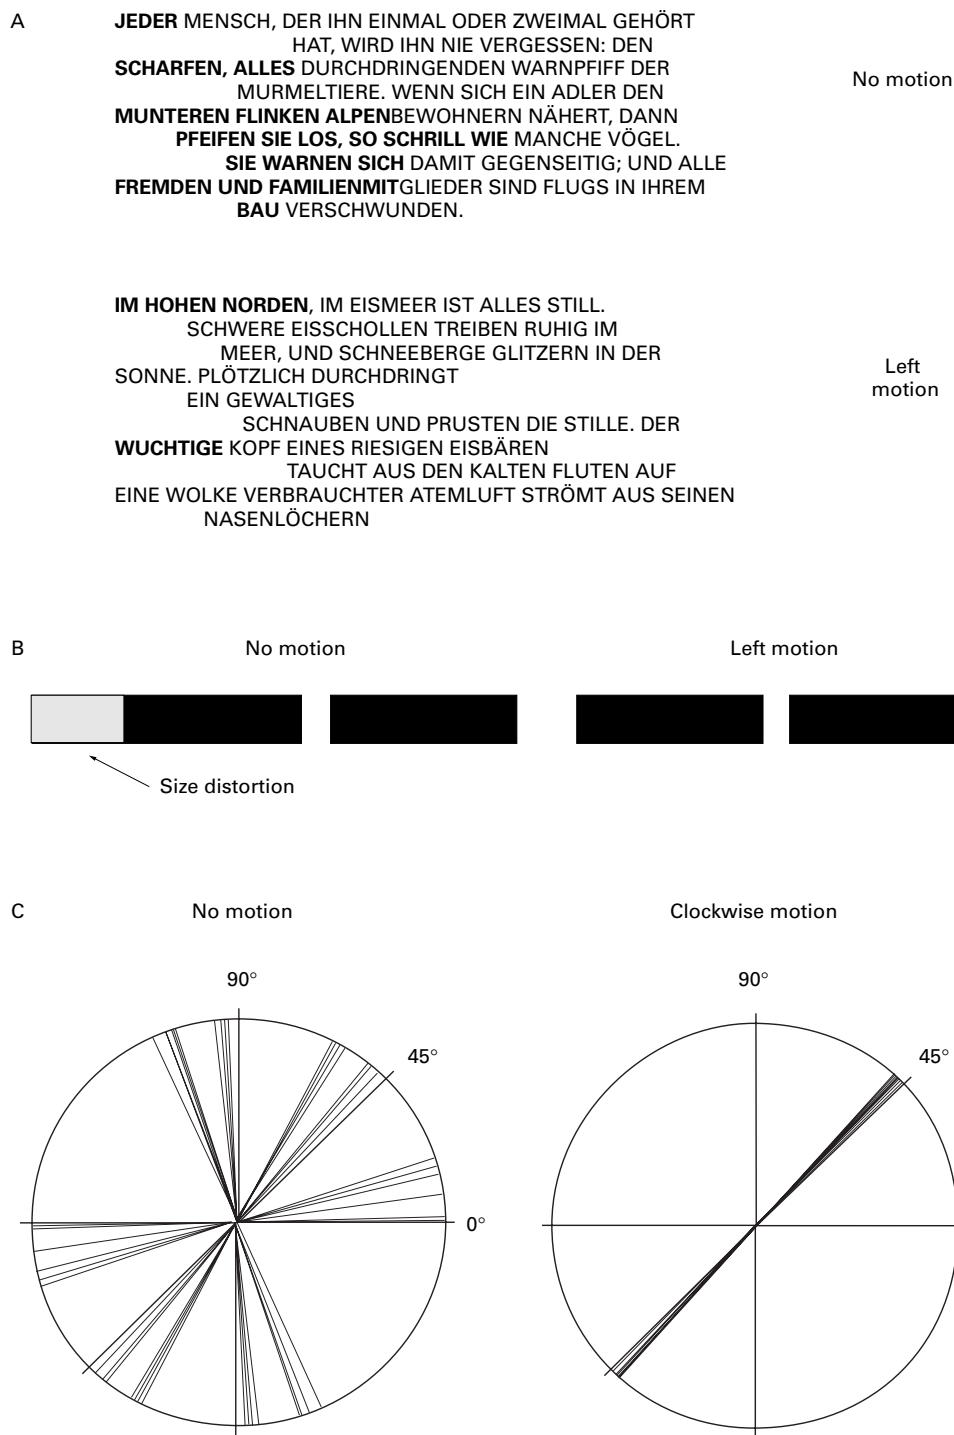 A
JEDER MENSCH, DER IHN EINMAL ODER ZWEIMAL GEHÖRT
HAT, WIRD IHN NIE VERGESSEN: DEN
SCHARFEN, ALLES DURCHDRINGENDEN WARNPFIFF DER
MURMELTIERE. WENN SICH EIN ADLER DEN
MUNTEREN FLINKEN ALPENBEWOHNERN NÄHERT, DANN
PFEIFEN SIE LOS, SO SCHRILL WIE MANCHE VÖGEL.
SIE WARNEN SICH DAMIT GEGENSEITIG; UND ALLE
FREMDEN UND FAMILIENMITGLIEDER SIND FLUGS IN IHREM
BAU VERSCHWUNDEN.
No motion
IM HOHEN NORDEN, IM EISMEER IST ALLES STILL.
SCHWERE EISSCHOLLEN TREIBEN RUHIG IM
MEER, UND SCHNEEBERGE GLITZERN IN DER
SONNE. PLÖTZLICH DURCHDRINGT
EIN GEWALTIGES
SCHNAUBEN UND PRUSTEN DIE STILLE. DER
WUCHTIGE KOPF EINES RIESIGEN EISBÄREN
TAUCHT AUS DEN KALTEN FLUTEN AUF
EINE WOLKE VERBRAUCHTER ATEMLUFT STRÖMT AUS SEINEN
NASENLÖCHERN
Left
motion
B
No motion
Left motion
Size distortion
C
No motion
Clockwise motion
90°
90°
45°
45°
0°